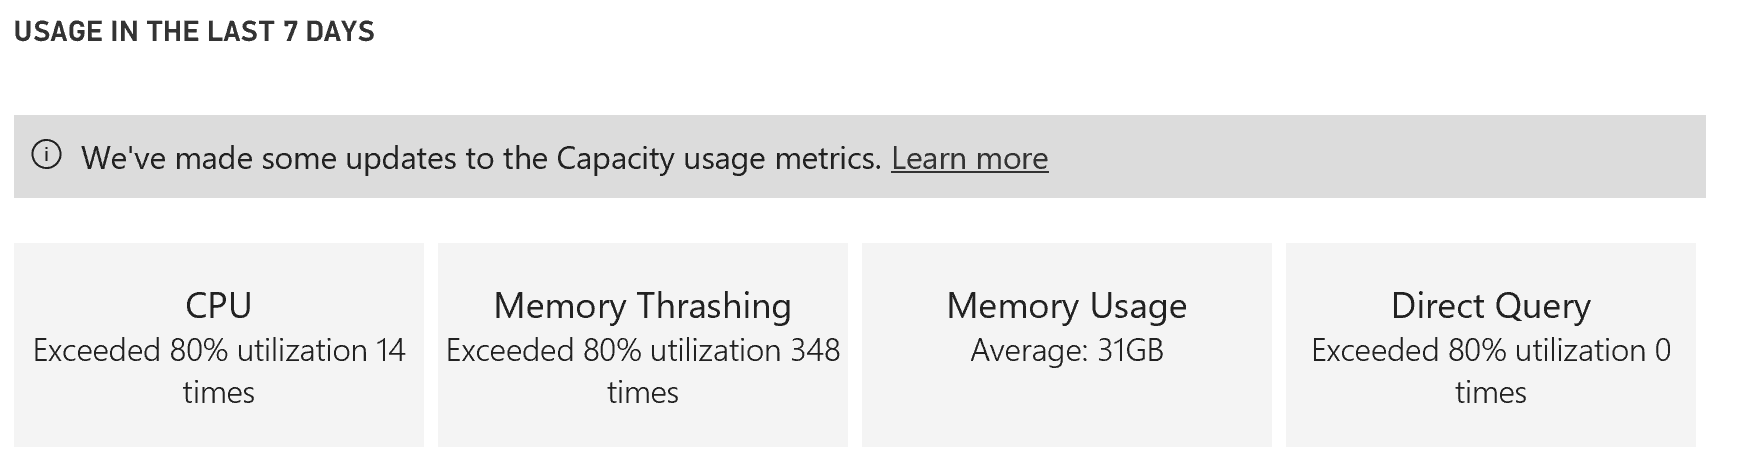 USAGE IN THE LAST 7 DAYS
We've made some updates to the Capacity usage metrics. Learn more
CPU
Exceeded 80% utilization 14
times
Memory Thrashing
Exceeded 80% utilization 348
times
Memory Usage
Average: 31GB
Direct Query
Exceeded 80% utilization 0
times